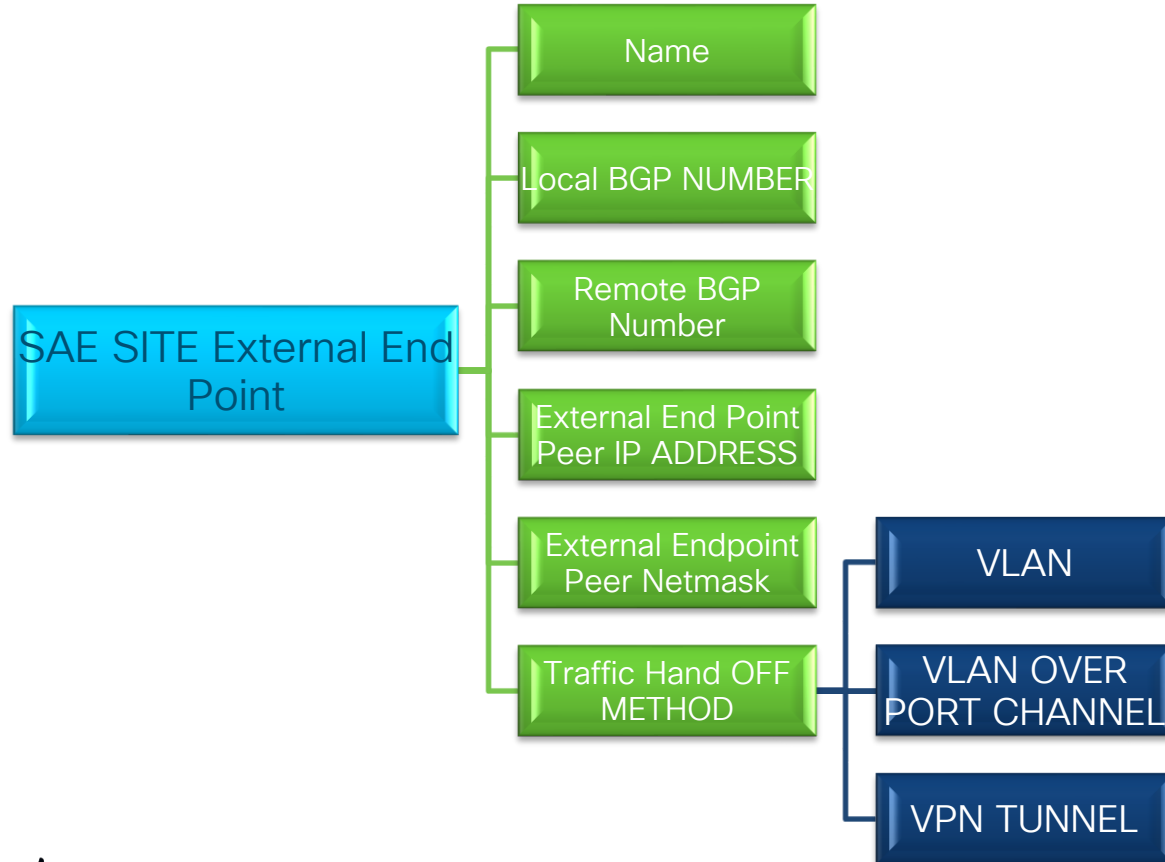 Name
Local BGP NUMBER
Remote BGP
Number
SAE SITE External End
Point
External End Point
Peer IP ADDRESS
External Endpoint
Peer Netmask
Traffic Hand OFF
METHOD
VLAN
VLAN OVER
PORT CHANNEL
VPN TUNNEL